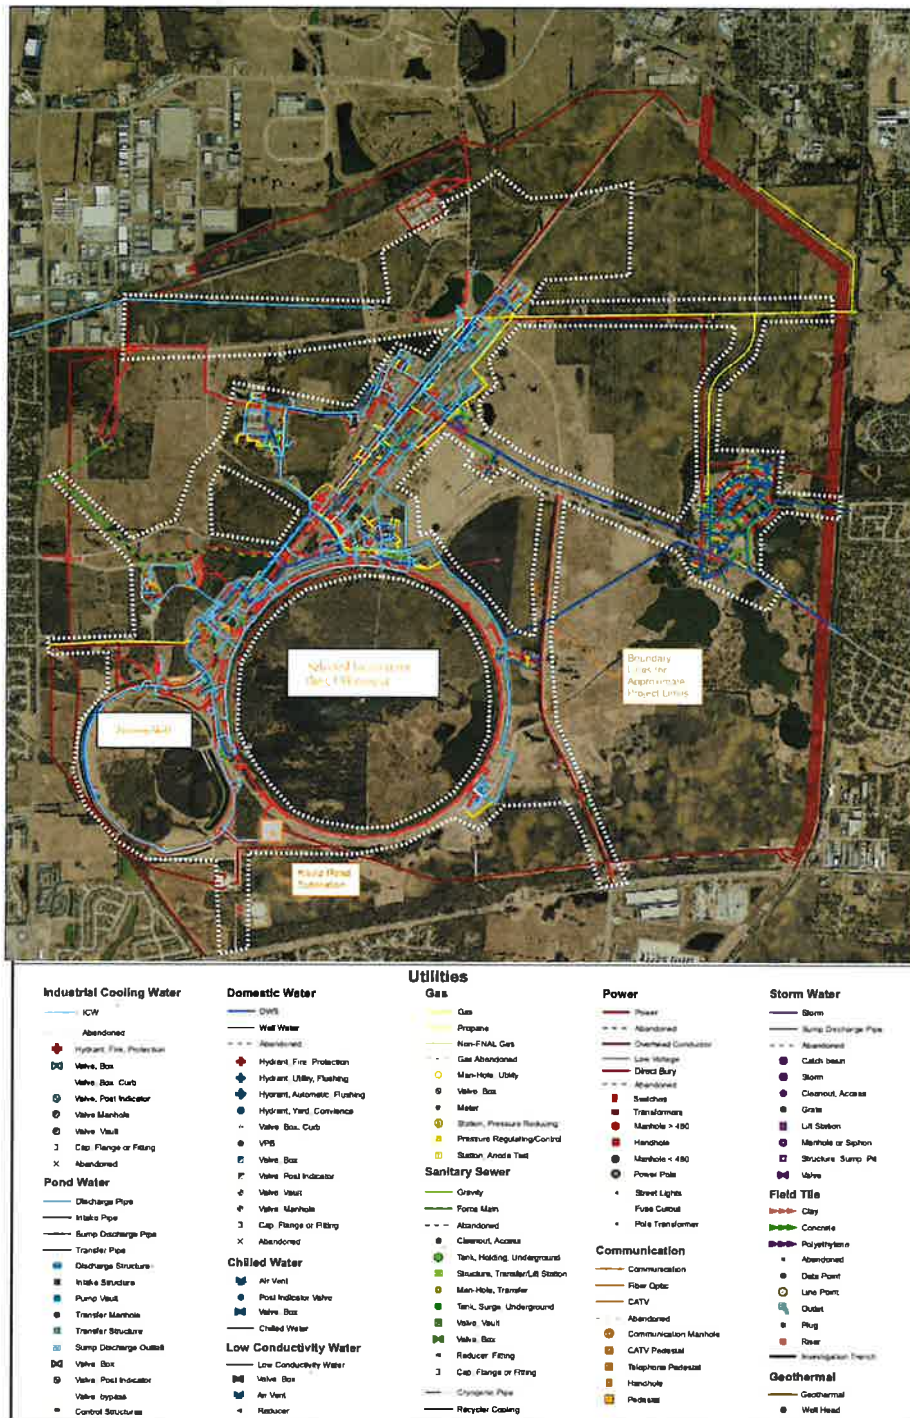 Boundary
Lines for
Approximate
Project Limits
Utilities
Industrial Cooling Water
ICW
Abandoned
Hydrant, Fire, Protection
Valve, Box
Valve Box, Curb
Valve, Post Indicator
Valve Manhole
Valve Vault
Cap, Flange or Fitting
Abandoned
Pond Water
Discharge Pipe
Intake Pipe
Sump Discharge Pipe
Transfer Pipe
Discharge Structure
Intake Structure
Pump Vault
Transfer Manhole
Transfer Structure
Sump Discharge Outfall
Valve Box
Valve, Post Indicator
Valve, bypass
Control Structures
Domestic Water
DWS
Well Water
Abandoned
Hydrant, Fire, Protection
Hydrant, Utility, Flushing
Hydrant, Automatic, Flushing
Hydrant, Yard, Convience
Valve Box, Curb
VPB
Valve, Box
Valve, Post Indicator
Valve, Vault
Valve, Manhole
Cap, Flange or Fitting
Abandoned
Chilled Water
Air Vent
Post Indicator Valve
Valve, Box
Chilled Water
Low Conductivity Water
Low Conductivity Water
Valve, Box
Air Vent
Reducer
Gas
Gas
Propane
Non-FNAL Gas
Gas Abandoned
Man-Hole, Utility
Valve, Box
Meter
Station, Pressure Reducing
Pressure Regulating/Control
Station, Anode Test
Sanitary Sewer
Gravity
Force Main
Abandoned
Cleanout, Access
Tank, Holding, Underground
Structure, Transfer/Lift Station
Man-Hole, Transfer
Tank, Surge, Underground
Valve, Vault
Valve, Box
Reducer Fitting
Cap, Flange or Fitting
Cryogenic Pipe
Recycler Cooling
Power
Power
Abandoned
Overhead Conductor
Low Voltage
Direct Bury
Abandoned
Switches
Transformers
Manhole > 480
Handhole
Manhole < 480
Power Pole
Street Lights
Fuse Cutout
Pole Transformer
Communication
Communication
Fiber Optic
CATV
Abandoned
Communication Manhole
CATV Pedestal
Telephone Pedestal
Handhole
Pedestal
Storm Water
Storm
Sump Discharge Pipe
Abandoned
Catch basin
Storm
Cleanout, Access
Grate
Lift Station
Manhole or Siphon
Structure, Sump, Pit
Valve
Field Tile
Clay
Concrete
Polyethylene
Abandoned
Data Point
Line Point
Outlet
Plug
Riser
Investigation Trench
Geothermal
Geothermal
Well Head